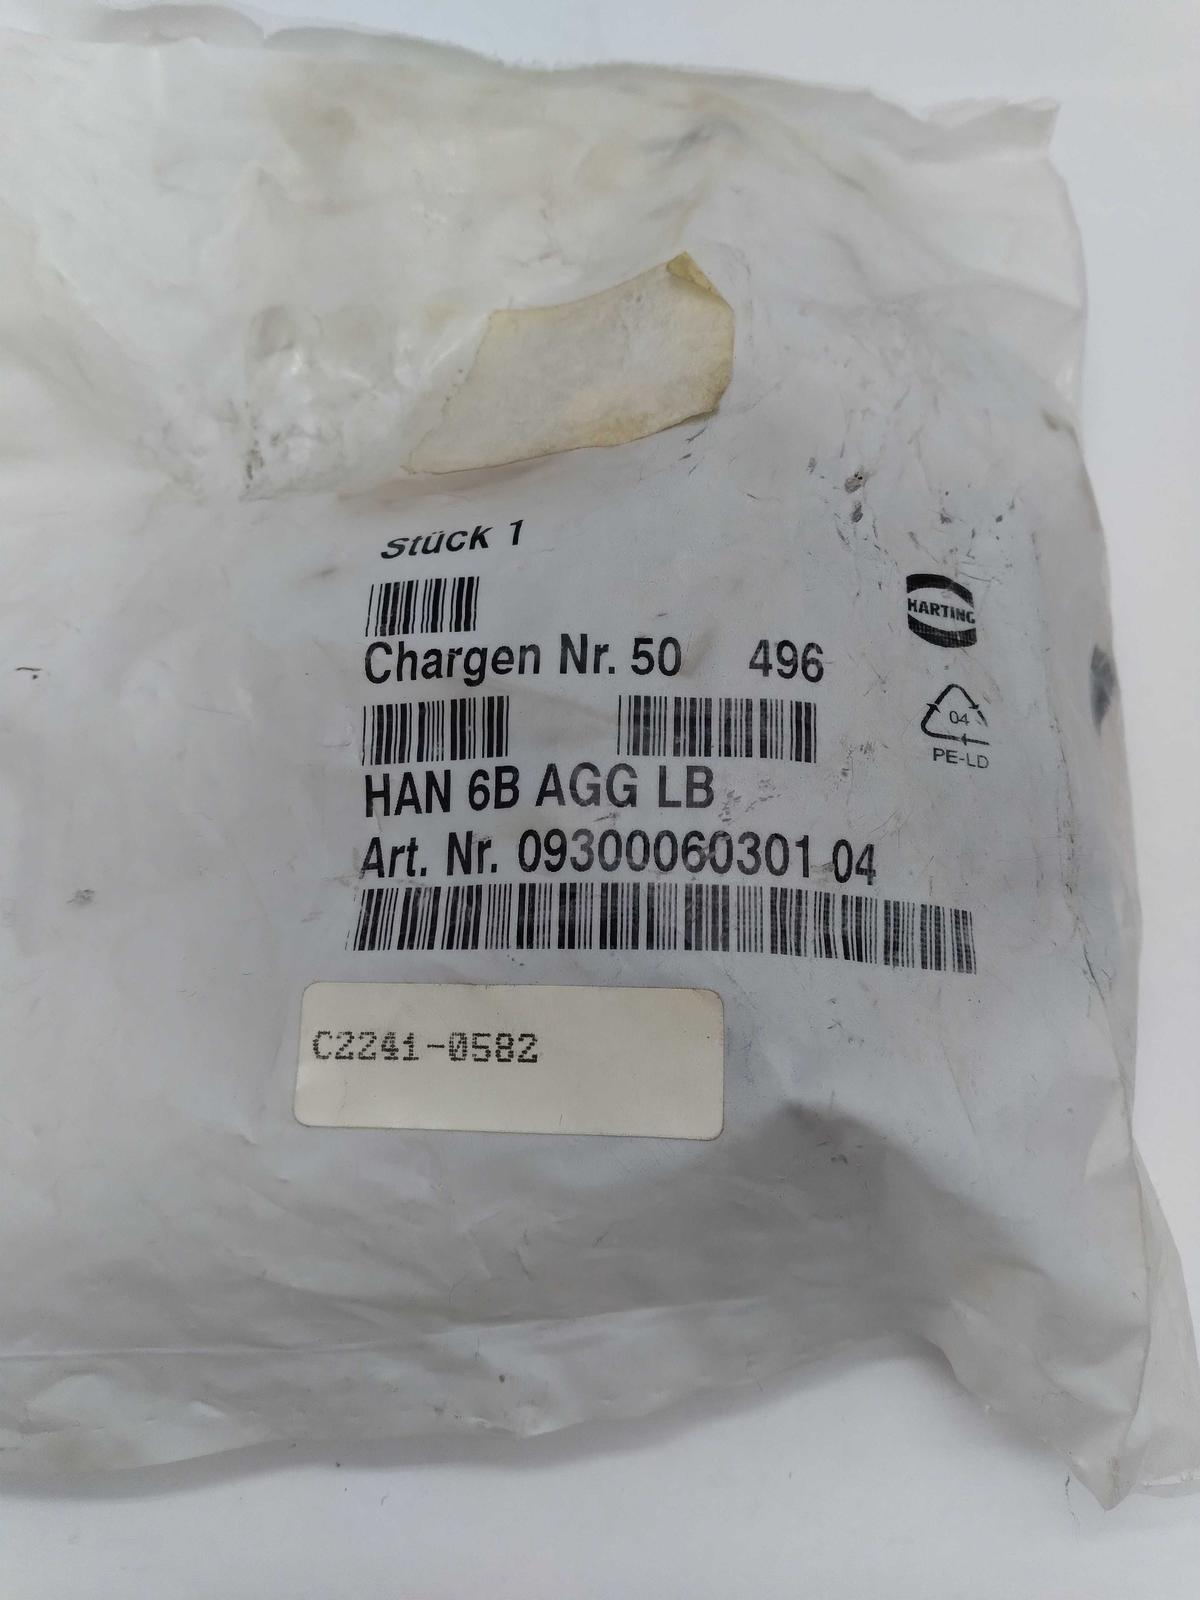 Stück 1
HARTING
Chargen Nr. 50 496
04
PE-LD
HAN 6B AGG LB
Art. Nr. 09300060301 04
C2241-0582